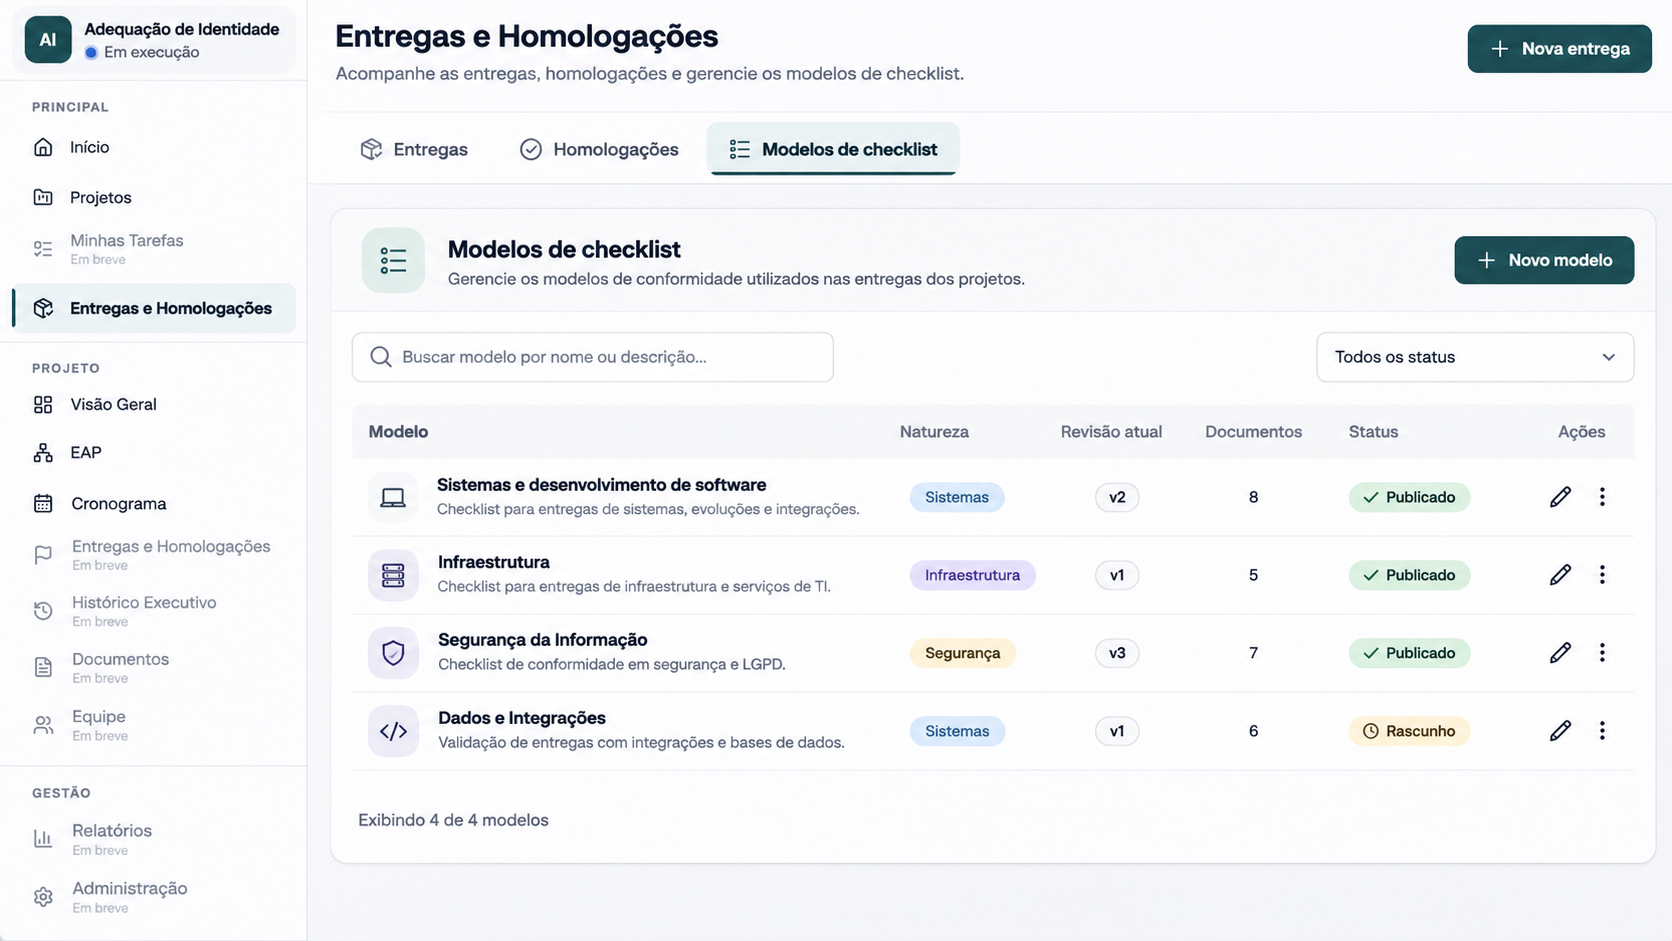 AI
Adequação de Identidade
Em execução
PRINCIPAL
Início
Projetos
Minhas Tarefas
Em breve
Entregas e Homologações
PROJETO
Visão Geral
EAP
Cronograma
Entregas e Homologações
Em breve
Histórico Executivo
Em breve
Documentos
Em breve
Equipe
Em breve
GESTÃO
Relatórios
Em breve
Administração
Em breve
Entregas e Homologações
Acompanhe as entregas, homologações e gerencie os modelos de checklist.
Nova entrega
Entregas Homologações Modelos de checklist
Modelos de checklist
Gerencie os modelos de conformidade utilizados nas entregas dos projetos.
Novo modelo
Buscar modelo por nome ou descrição...
Todos os status
Modelo Natureza Revisão atual Documentos Status Ações
Sistemas e desenvolvimento de software
Checklist para entregas de sistemas, evoluções e integrações.
Sistemas v2 8 Publicado
Infraestrutura
Checklist para entregas de infraestrutura e serviços de TI.
Infraestrutura v1 5 Publicado
Segurança da Informação
Checklist de conformidade em segurança e LGPD.
Segurança v3 7 Publicado
Dados e Integrações
Validação de entregas com integrações e bases de dados.
Sistemas v1 6 Rascunho
Exibindo 4 de 4 modelos